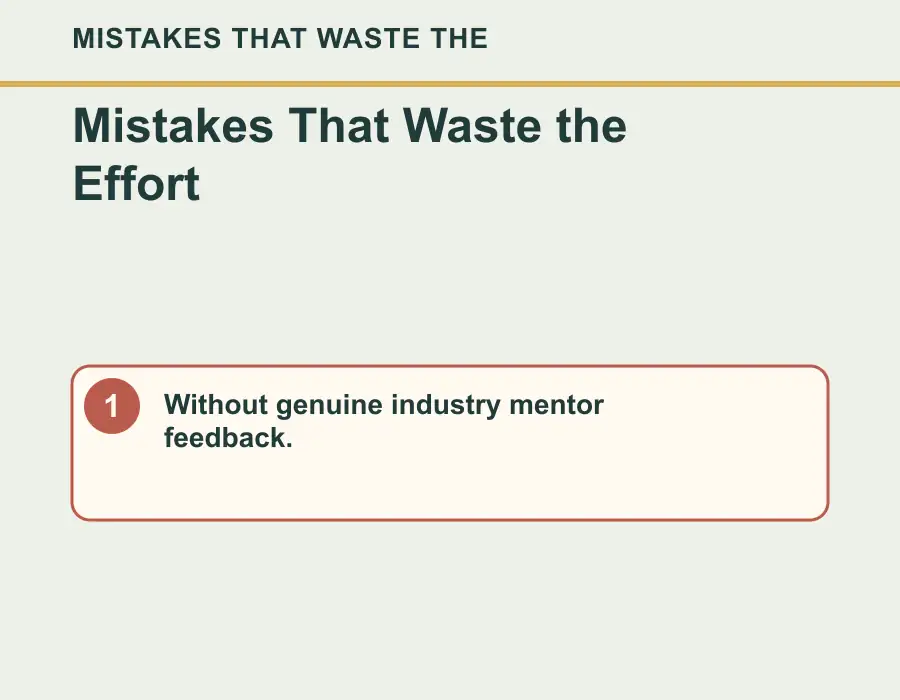 MISTAKES THAT WASTE THE
Mistakes That Waste the
Effort
1
Without genuine industry mentor
feedback.